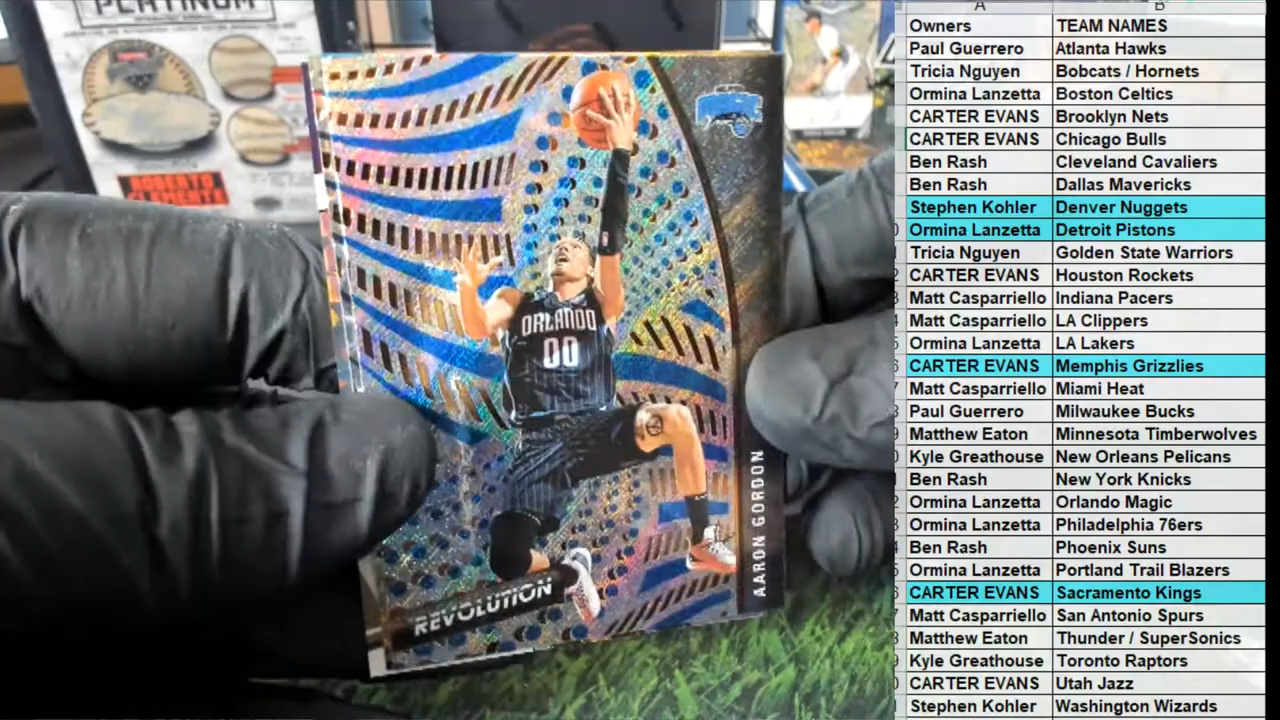 PLATINUM
ROBERTO
CLEMENTE
ORLANDO
00
REVOLUTION
AARON GORDON
A B
Owners TEAM NAMES
Paul Guerrero Atlanta Hawks
Tricia Nguyen Bobcats / Hornets
Ormina Lanzetta Boston Celtics
CARTER EVANS Brooklyn Nets
CARTER EVANS Chicago Bulls
Ben Rash Cleveland Cavaliers
Ben Rash Dallas Mavericks
Stephen Kohler Denver Nuggets
Ormina Lanzetta Detroit Pistons
Tricia Nguyen Golden State Warriors
CARTER EVANS Houston Rockets
Matt Casparriello Indiana Pacers
Matt Casparriello LA Clippers
Ormina Lanzetta LA Lakers
CARTER EVANS Memphis Grizzlies
Matt Casparriello Miami Heat
Paul Guerrero Milwaukee Bucks
Matthew Eaton Minnesota Timberwolves
Kyle Greathouse New Orleans Pelicans
Ben Rash New York Knicks
Ormina Lanzetta Orlando Magic
Ormina Lanzetta Philadelphia 76ers
Ben Rash Phoenix Suns
Ormina Lanzetta Portland Trail Blazers
CARTER EVANS Sacramento Kings
Matt Casparriello San Antonio Spurs
Matthew Eaton Thunder / SuperSonics
Kyle Greathouse Toronto Raptors
CARTER EVANS Utah Jazz
Stephen Kohler Washington Wizards